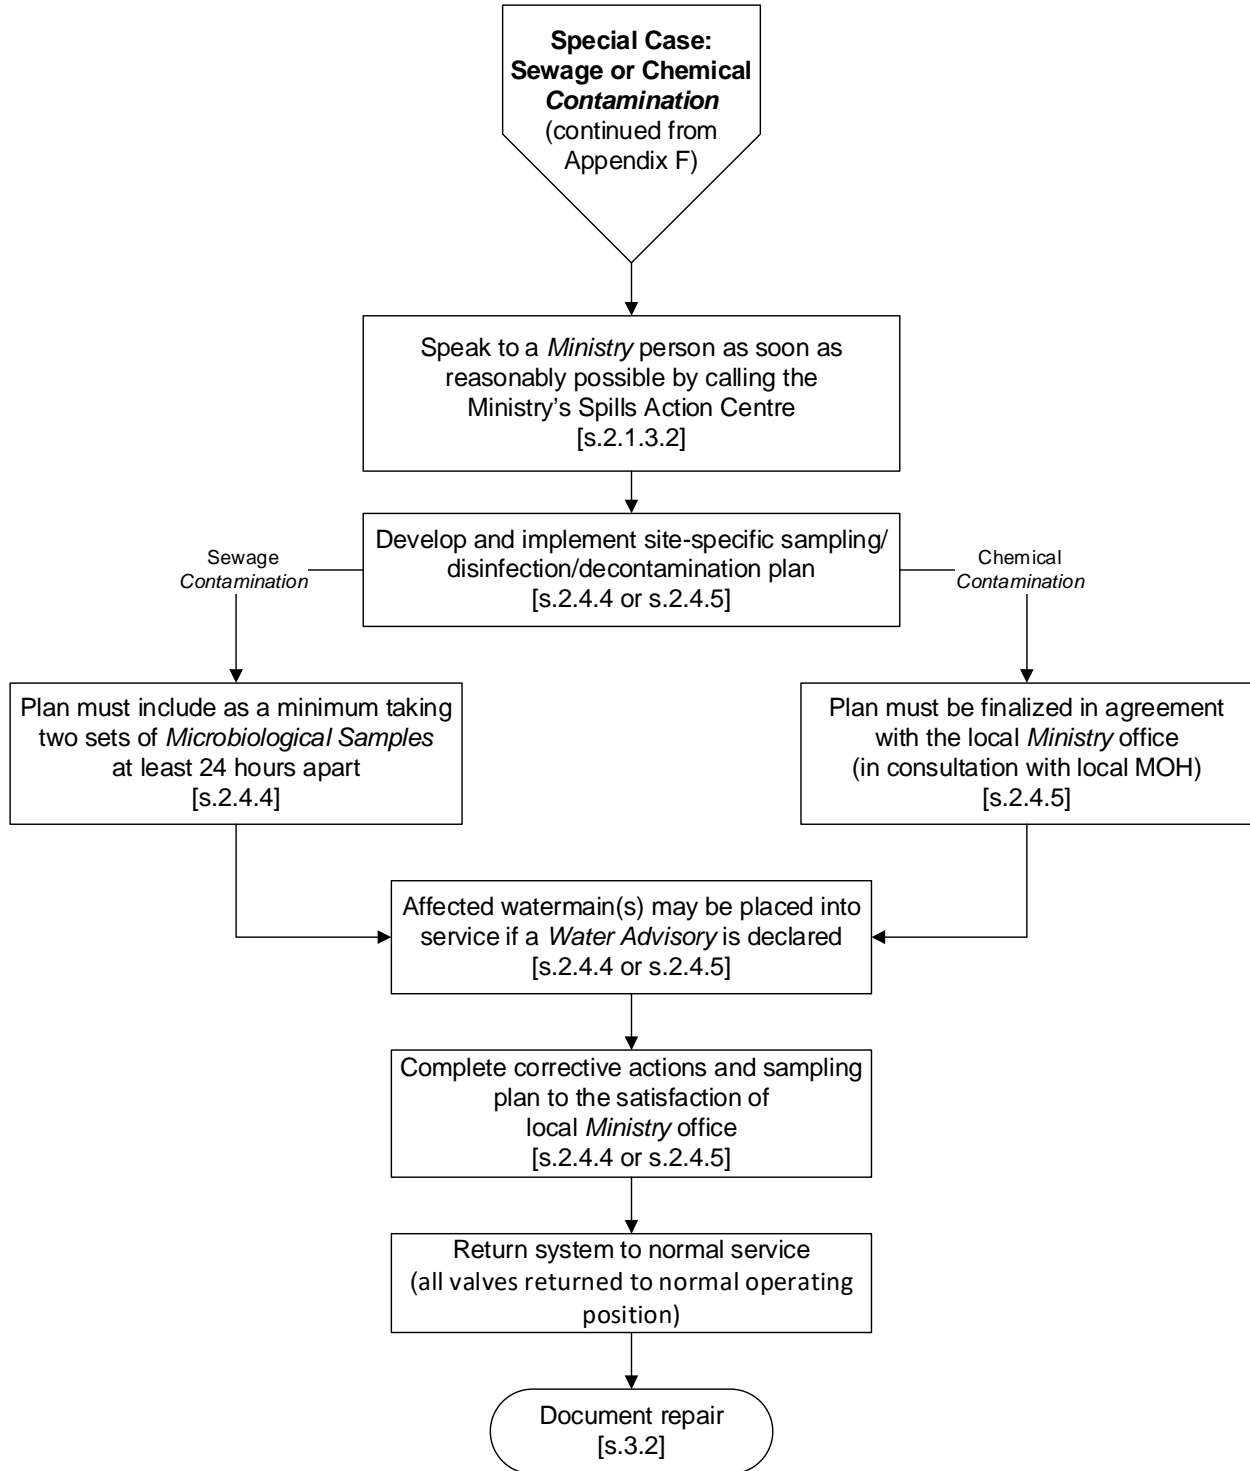 Special Case:
Sewage or Chemical
Contamination
(continued from
Appendix F)
Speak to a Ministry person as soon as
reasonably possible by calling the
Ministry’s Spills Action Centre
[s.2.1.3.2]
Develop and implement site-specific sampling/
disinfection/decontamination plan
[s.2.4.4 or s.2.4.5]
Sewage
Contamination
Chemical
Contamination
Plan must include as a minimum taking
two sets of Microbiological Samples
at least 24 hours apart
[s.2.4.4]
Plan must be finalized in agreement
with the local Ministry office
(in consultation with local MOH)
[s.2.4.5]
Affected watermain(s) may be placed into
service if a Water Advisory is declared
[s.2.4.4 or s.2.4.5]
Complete corrective actions and sampling
plan to the satisfaction of
local Ministry office
[s.2.4.4 or s.2.4.5]
Return system to normal service
(all valves returned to normal operating
position)
Document repair
[s.3.2]